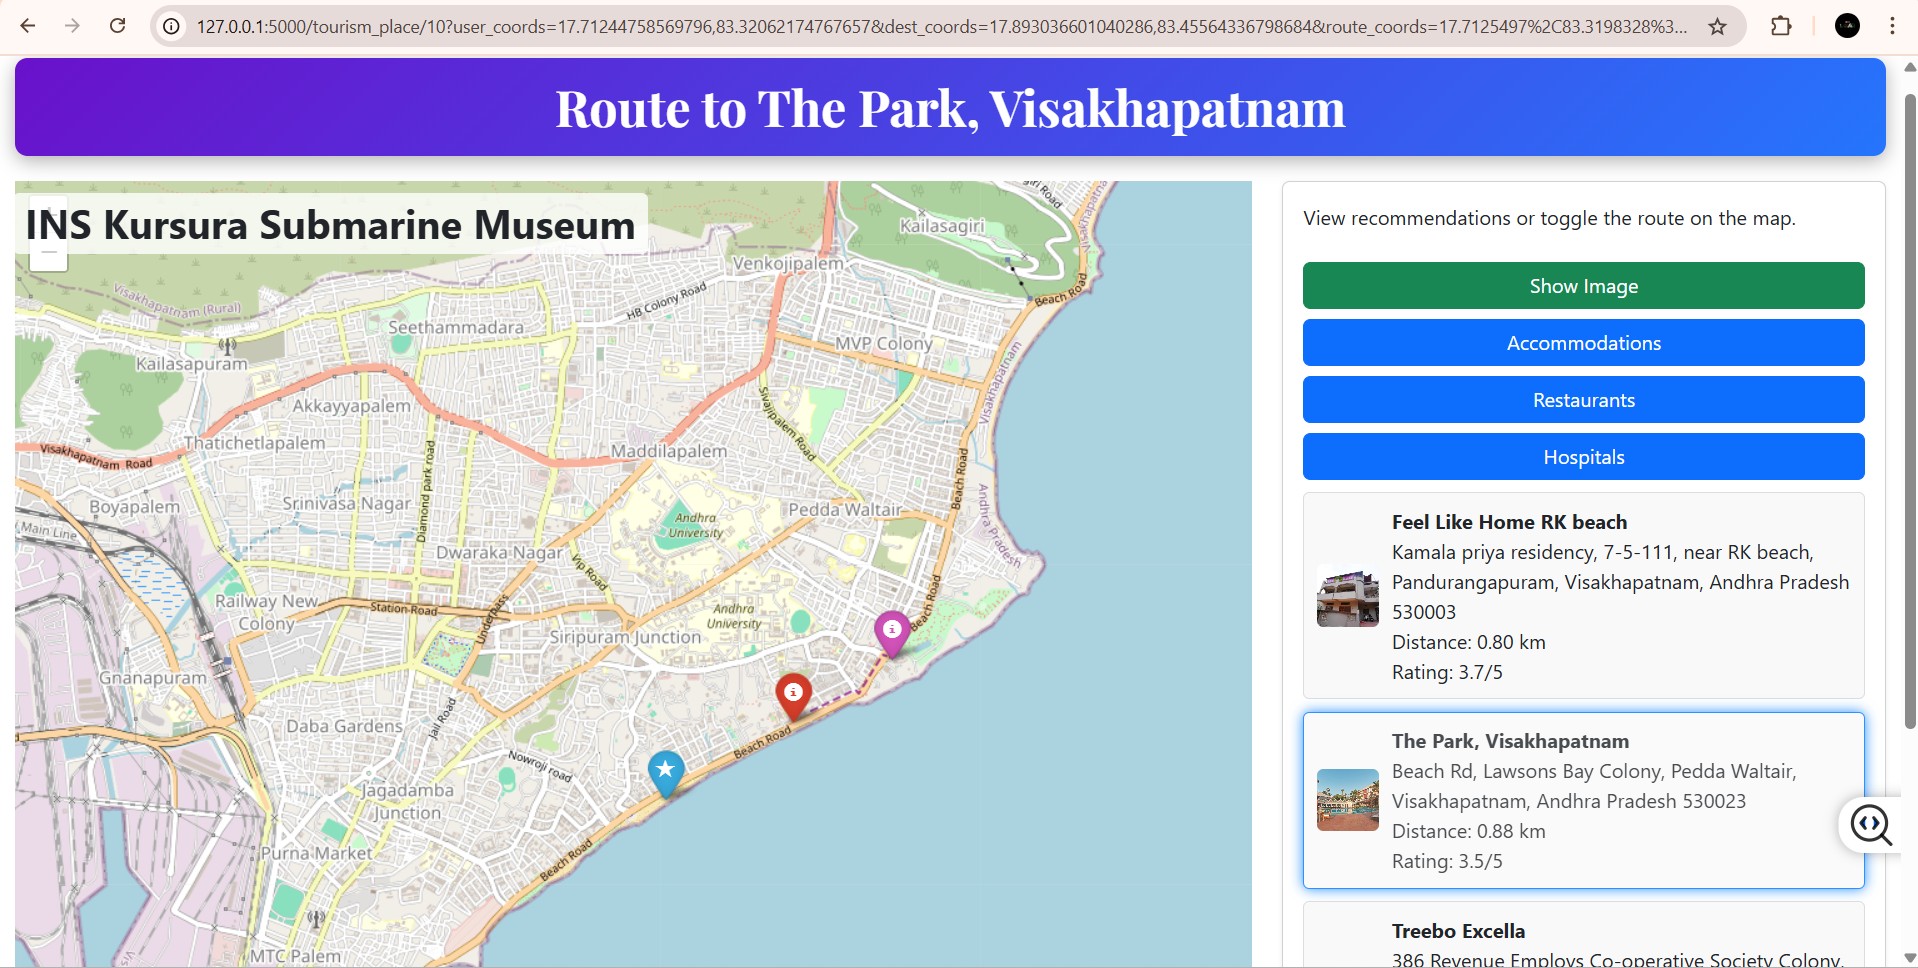 127.0.0.1:5000/tourism_place/10?user_coords=17.71244758569796,83.32062174767657&dest_coords=17.893036601040286,83.45564336798684&route_coords=17.7125497%2C83.3198328%3...
Route to The Park, Visakhapatnam
INS Kursura Submarine Museum
Kailasagiri
Visakhapatnam
Venkojipalem
Beach Road
HB Colony Road
Visakhapatnam (Rural)
Seethammadara
MVP Colony
Kailasapuram
Visakhapatnam
Akkayyapalem
Sivajipalem Road
Thatichetlapalem
Maddilapalem
Visakhapatnam Road
Diamond park road
Beach Road
Boyapalem
Srinivasa Nagar
Pedda Waltair
Andhra
University
Andhra Pradesh
Main Line
Dwaraka Nagar
Vip Road
Railway New
Colony
Station Road
Underpass
Andhra
University
Beach Road
Siripuram Junction
Gnanapuram
Daba Gardens
Jail Road
Beach Road
Nowroji road
Jagadamba
Junction
Purna Market
Beach Road
MTC Palem
View recommendations or toggle the route on the map.
Show Image
Accommodations
Restaurants
Hospitals
Feel Like Home RK beach
Kamala priya residency, 7-5-111, near RK beach,
Pandurangapuram, Visakhapatnam, Andhra Pradesh
530003
Distance: 0.80 km
Rating: 3.7/5
The Park, Visakhapatnam
Beach Rd, Lawsons Bay Colony, Pedda Waltair,
Visakhapatnam, Andhra Pradesh 530023
Distance: 0.88 km
Rating: 3.5/5
Treebo Excella
386 Revenue Employs Co-operative Society Colony,